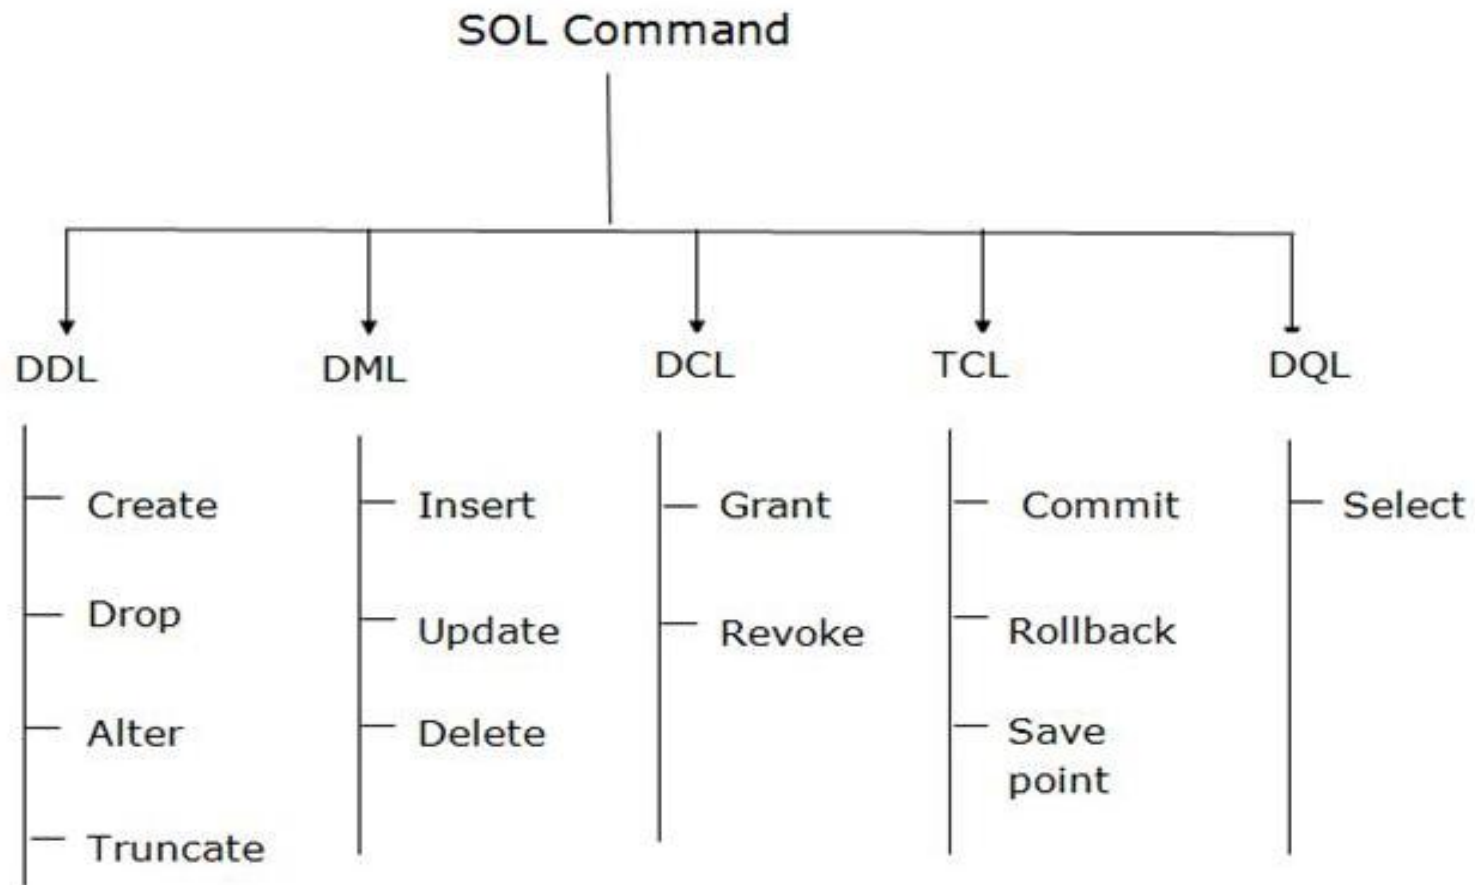 SOL Command
DDL
DML
DCL
TCL
DQL
Create
Drop
Alter
Truncate
Insert
Update
Delete
Grant
Revoke
Commit
Rollback
Save
point
Select